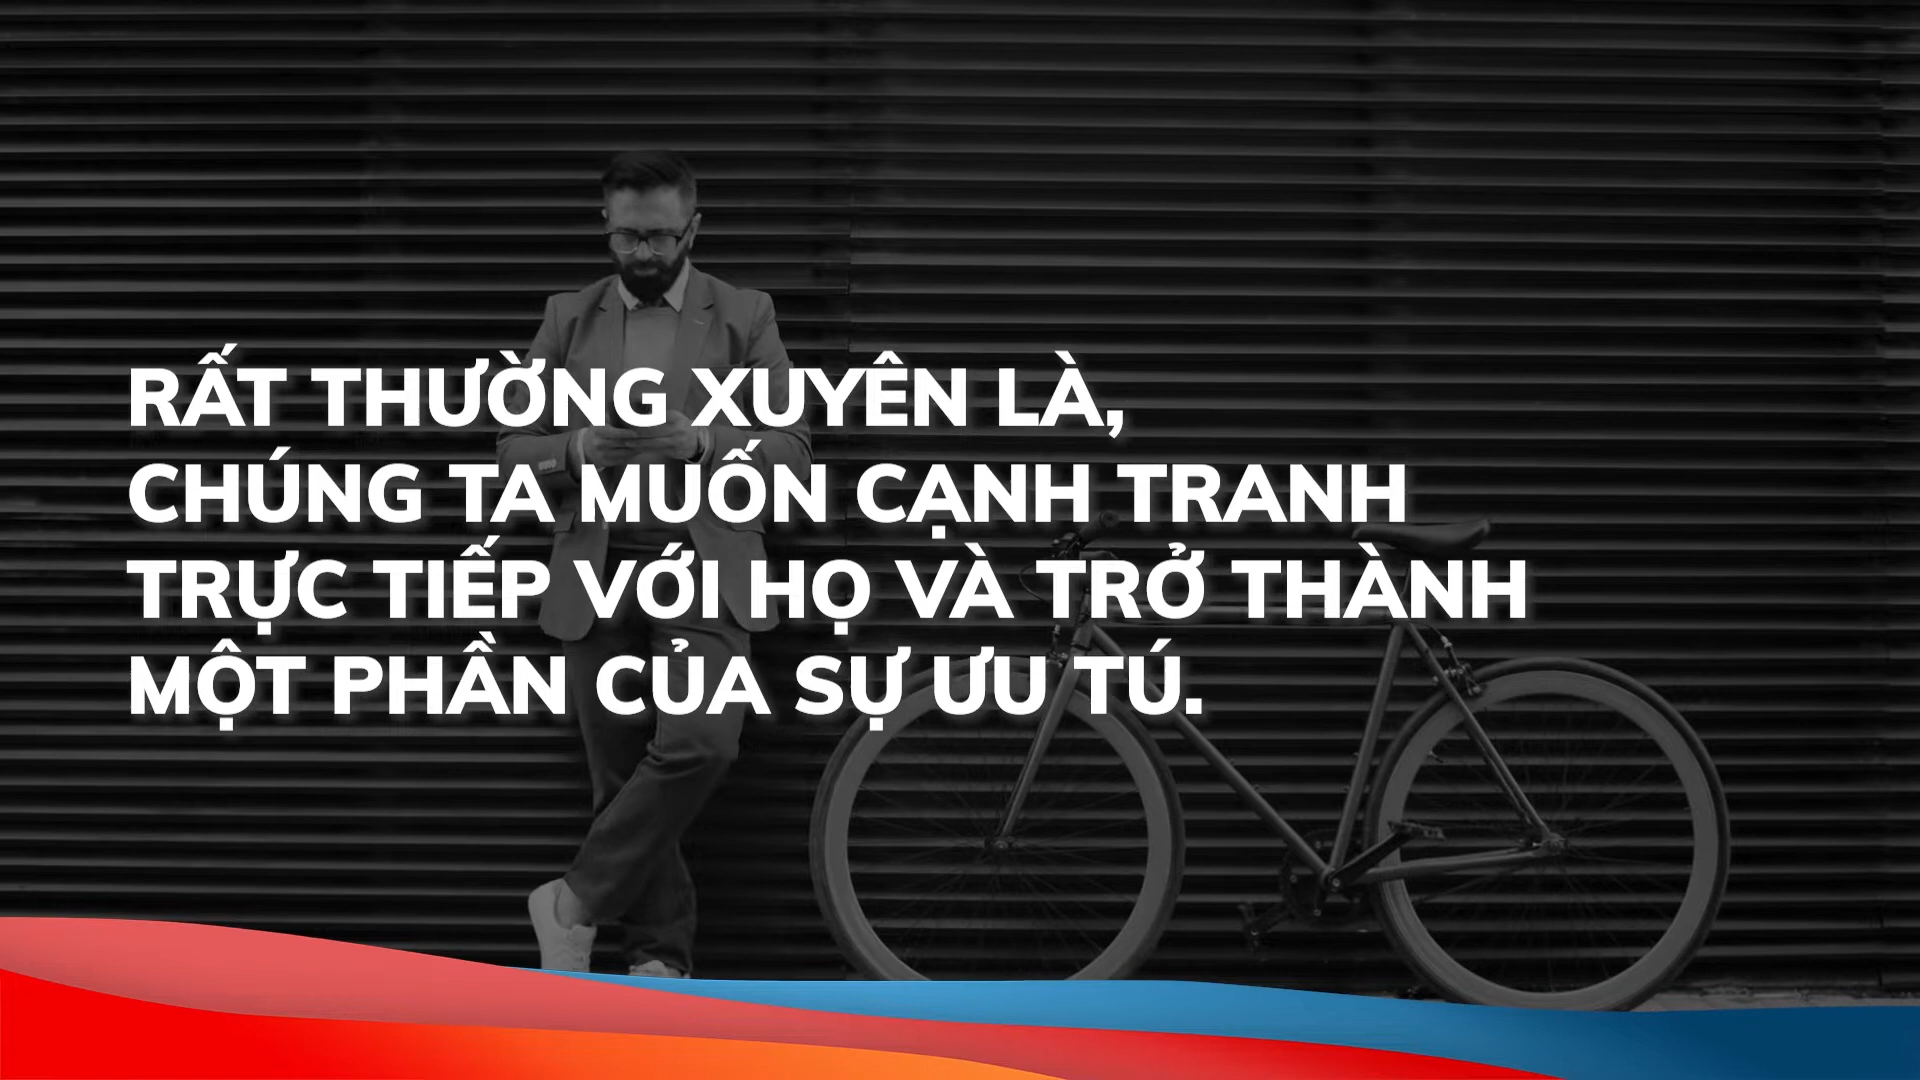 RẤT THƯỜNG XUYÊN LÀ,
CHÚNG TA MUỐN CẠNH TRANH
TRỰC TIẾP VỚI HỌ VÀ TRỞ THÀNH
MỘT PHẦN CỦA SỰ ƯU TÚ.